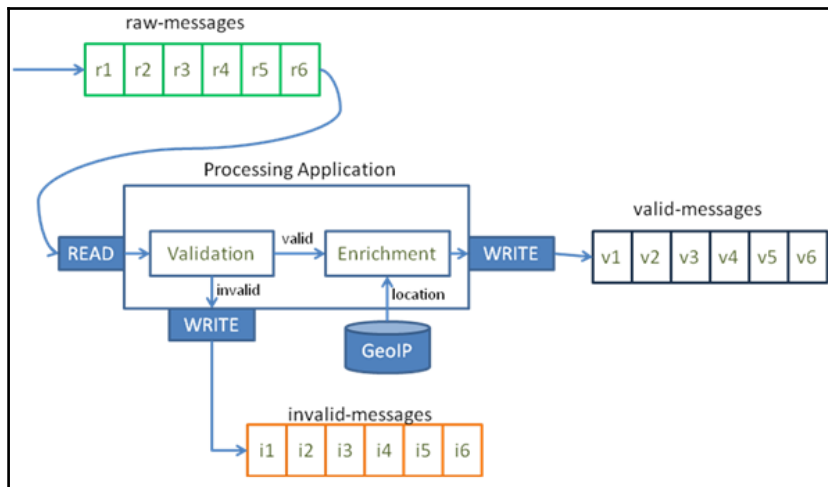 raw-messages
r1 r2 r3 r4 r5 r6
Processing Application
valid-messages
READ
Validation
valid
Enrichment
WRITE
v1 v2 v3 v4 v5 v6
invalid
location
WRITE
GeoIP
invalid-messages
i1 i2 i3 i4 i5 i6